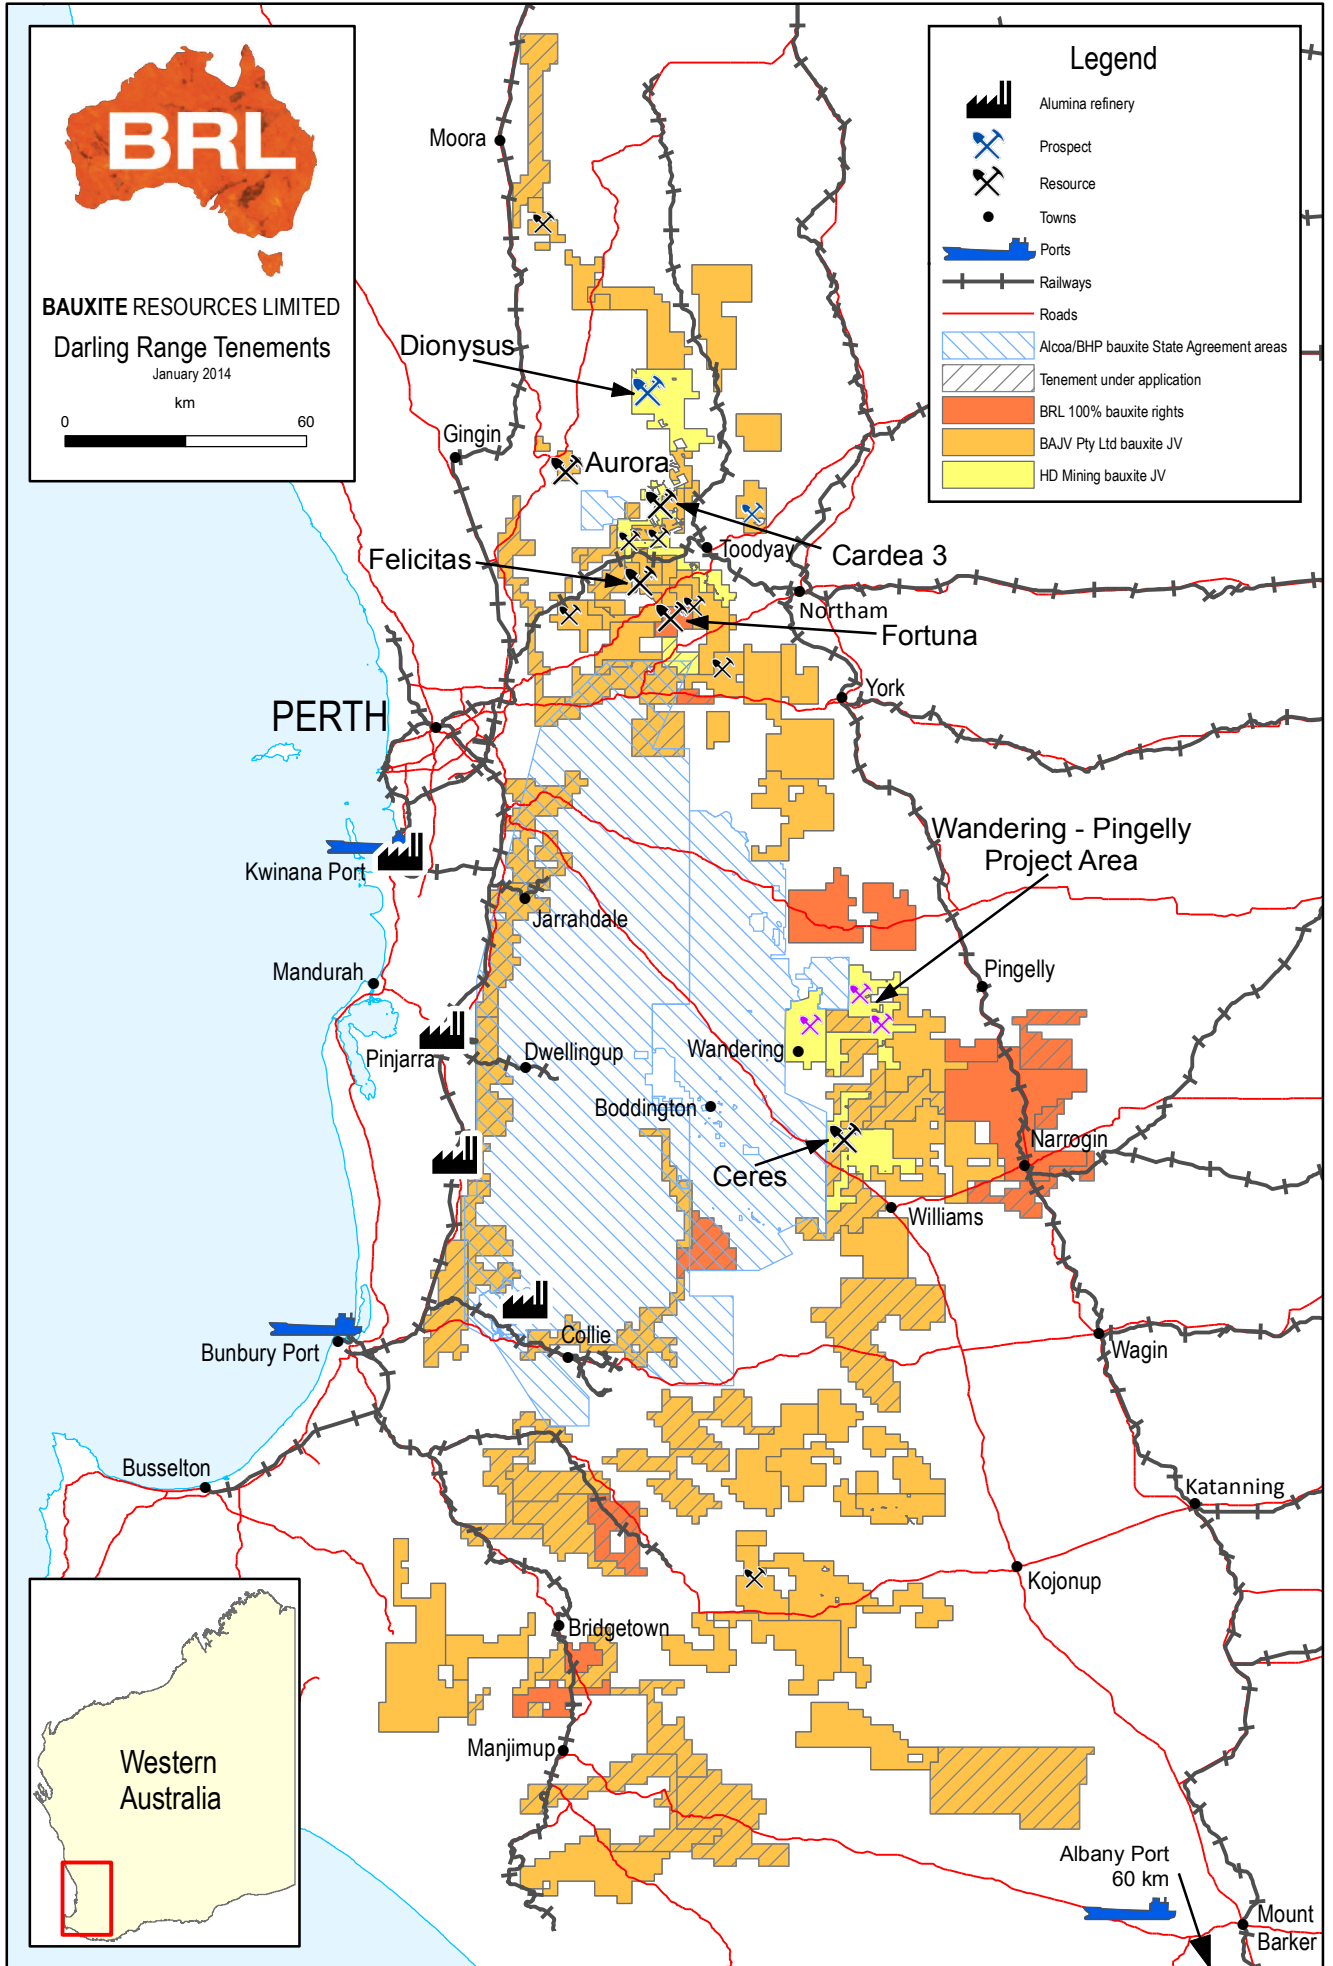 BRL
BAUXITE RESOURCES LIMITED
Darling Range Tenements
January 2014
km
0 60
Legend
Alumina refinery
Prospect
Resource
Towns
Ports
Railways
Roads
Alcoa/BHP bauxite State Agreement areas
Tenement under application
BRL 100% bauxite rights
BAJV Pty Ltd bauxite JV
HD Mining bauxite JV
Moora
Dionysus
Gingin
Aurora
Toodyay
Cardea 3
Felicitas
Northam
Fortuna
York
PERTH
Wandering - Pingelly
Project Area
Kwinana Port
Jarrahdale
Mandurah
Pingelly
Pinjarra
Dwellingup
Wandering
Boddington
Narrogin
Ceres
Williams
Bunbury Port
Collie
Wagin
Busselton
Katanning
Kojonup
Bridgetown
Manjimup
Western
Australia
Albany Port
60 km
Mount
Barker